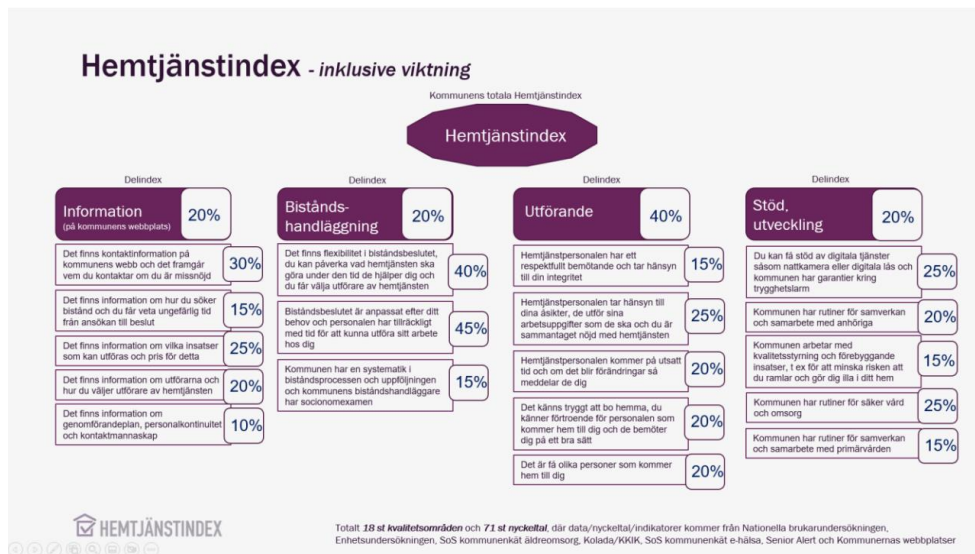 Hemtjänstindex - inklusive viktning
Kommunens totala Hemtjänstindex
Hemtjänstindex
Delindex
Information
(på kommunens webbplats)
20%
Det finns kontaktinformation på
kommunens webb och det framgår
vem du kontaktar om du är missnöjd
30%
Det finns information om hur du söker
bistånd och du får veta ungefärlig tid
från ansökan till beslut
15%
Det finns information om vilka insatser
som kan utföras och pris för detta
25%
Det finns information om utförarna och
hur du väljer utförare av hemtjänsten
20%
Det finns information om
genomförandeplan, personalkontinuitet
och kontaktmannaskap
10%
Delindex
Bistånds-
handläggning
20%
Det finns flexibilitet i biståndsbeslutet,
du kan påverka vad hemtjänsten ska
göra under den tid de hjälper dig och
du får välja utförare av hemtjänsten
40%
Biståndsbeslutet är anpassat efter ditt
behov och personalen har tillräckligt
med tid för att kunna utföra sitt arbete
hos dig
45%
Kommunen har en systematik i
biståndsprocessen och uppföljningen
och kommunens biståndshandläggare
har socionomexamen
15%
Delindex
Utförande
40%
Hemtjänstpersonalen har ett
respektfullt bemötande och tar hänsyn
till din integritet
15%
Hemtjänstpersonalen tar hänsyn till
dina åsikter, de utför sina
arbetsuppgifter som de ska och du är
sammantaget nöjd med hemtjänsten
25%
Hemtjänstpersonalen kommer på utsatt
tid och om det blir förändringar så
meddelar de dig
20%
Det känns tryggt att bo hemma, du
känner förtroende för personalen som
kommer hem till dig och de bemöter
dig på ett bra sätt
20%
Det är få olika personer som kommer
hem till dig
20%
Delindex
Stöd,
utveckling
20%
Du kan få stöd av digitala tjänster
såsom nattkamera eller digitala lås och
kommunen har garantier kring
trygghetslarm
25%
Kommunen har rutiner för samverkan
och samarbete med anhöriga
20%
Kommunen arbetar med
kvalitetsstyrning och förebyggande
insatser, t ex för att minska risken att
du ramlar och gör dig illa i ditt hem
15%
Kommunen har rutiner för säker vård
och omsorg
25%
Kommunen har rutiner för samverkan
och samarbete med primärvården
15%
HEMTJÄNSTINDEX
Totalt 18 st kvalitetsområden och 71 st nyckeltal, där data/nyckeltal/indikatorer kommer från Nationella brukarundersökningen,
Enhetsundersökningen, SoS kommunenkät äldreomsorg, Kolada/KKIK, SoS kommunenkät e-hälsa, Senior Alert och Kommunernas webbplatser